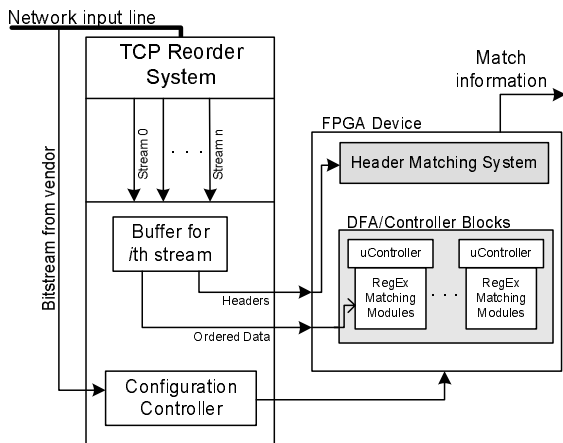 Network input line
TCP Reorder
System
Match
information
Stream 0
. . .
Stream n
FPGA Device
Header Matching System
Bitstream from vendor
Buffer for
ith stream
DFA/Controller Blocks
uController
uController
RegEx
Matching
Modules
. . .
RegEx
Matching
Modules
Headers
Ordered Data
Configuration
Controller